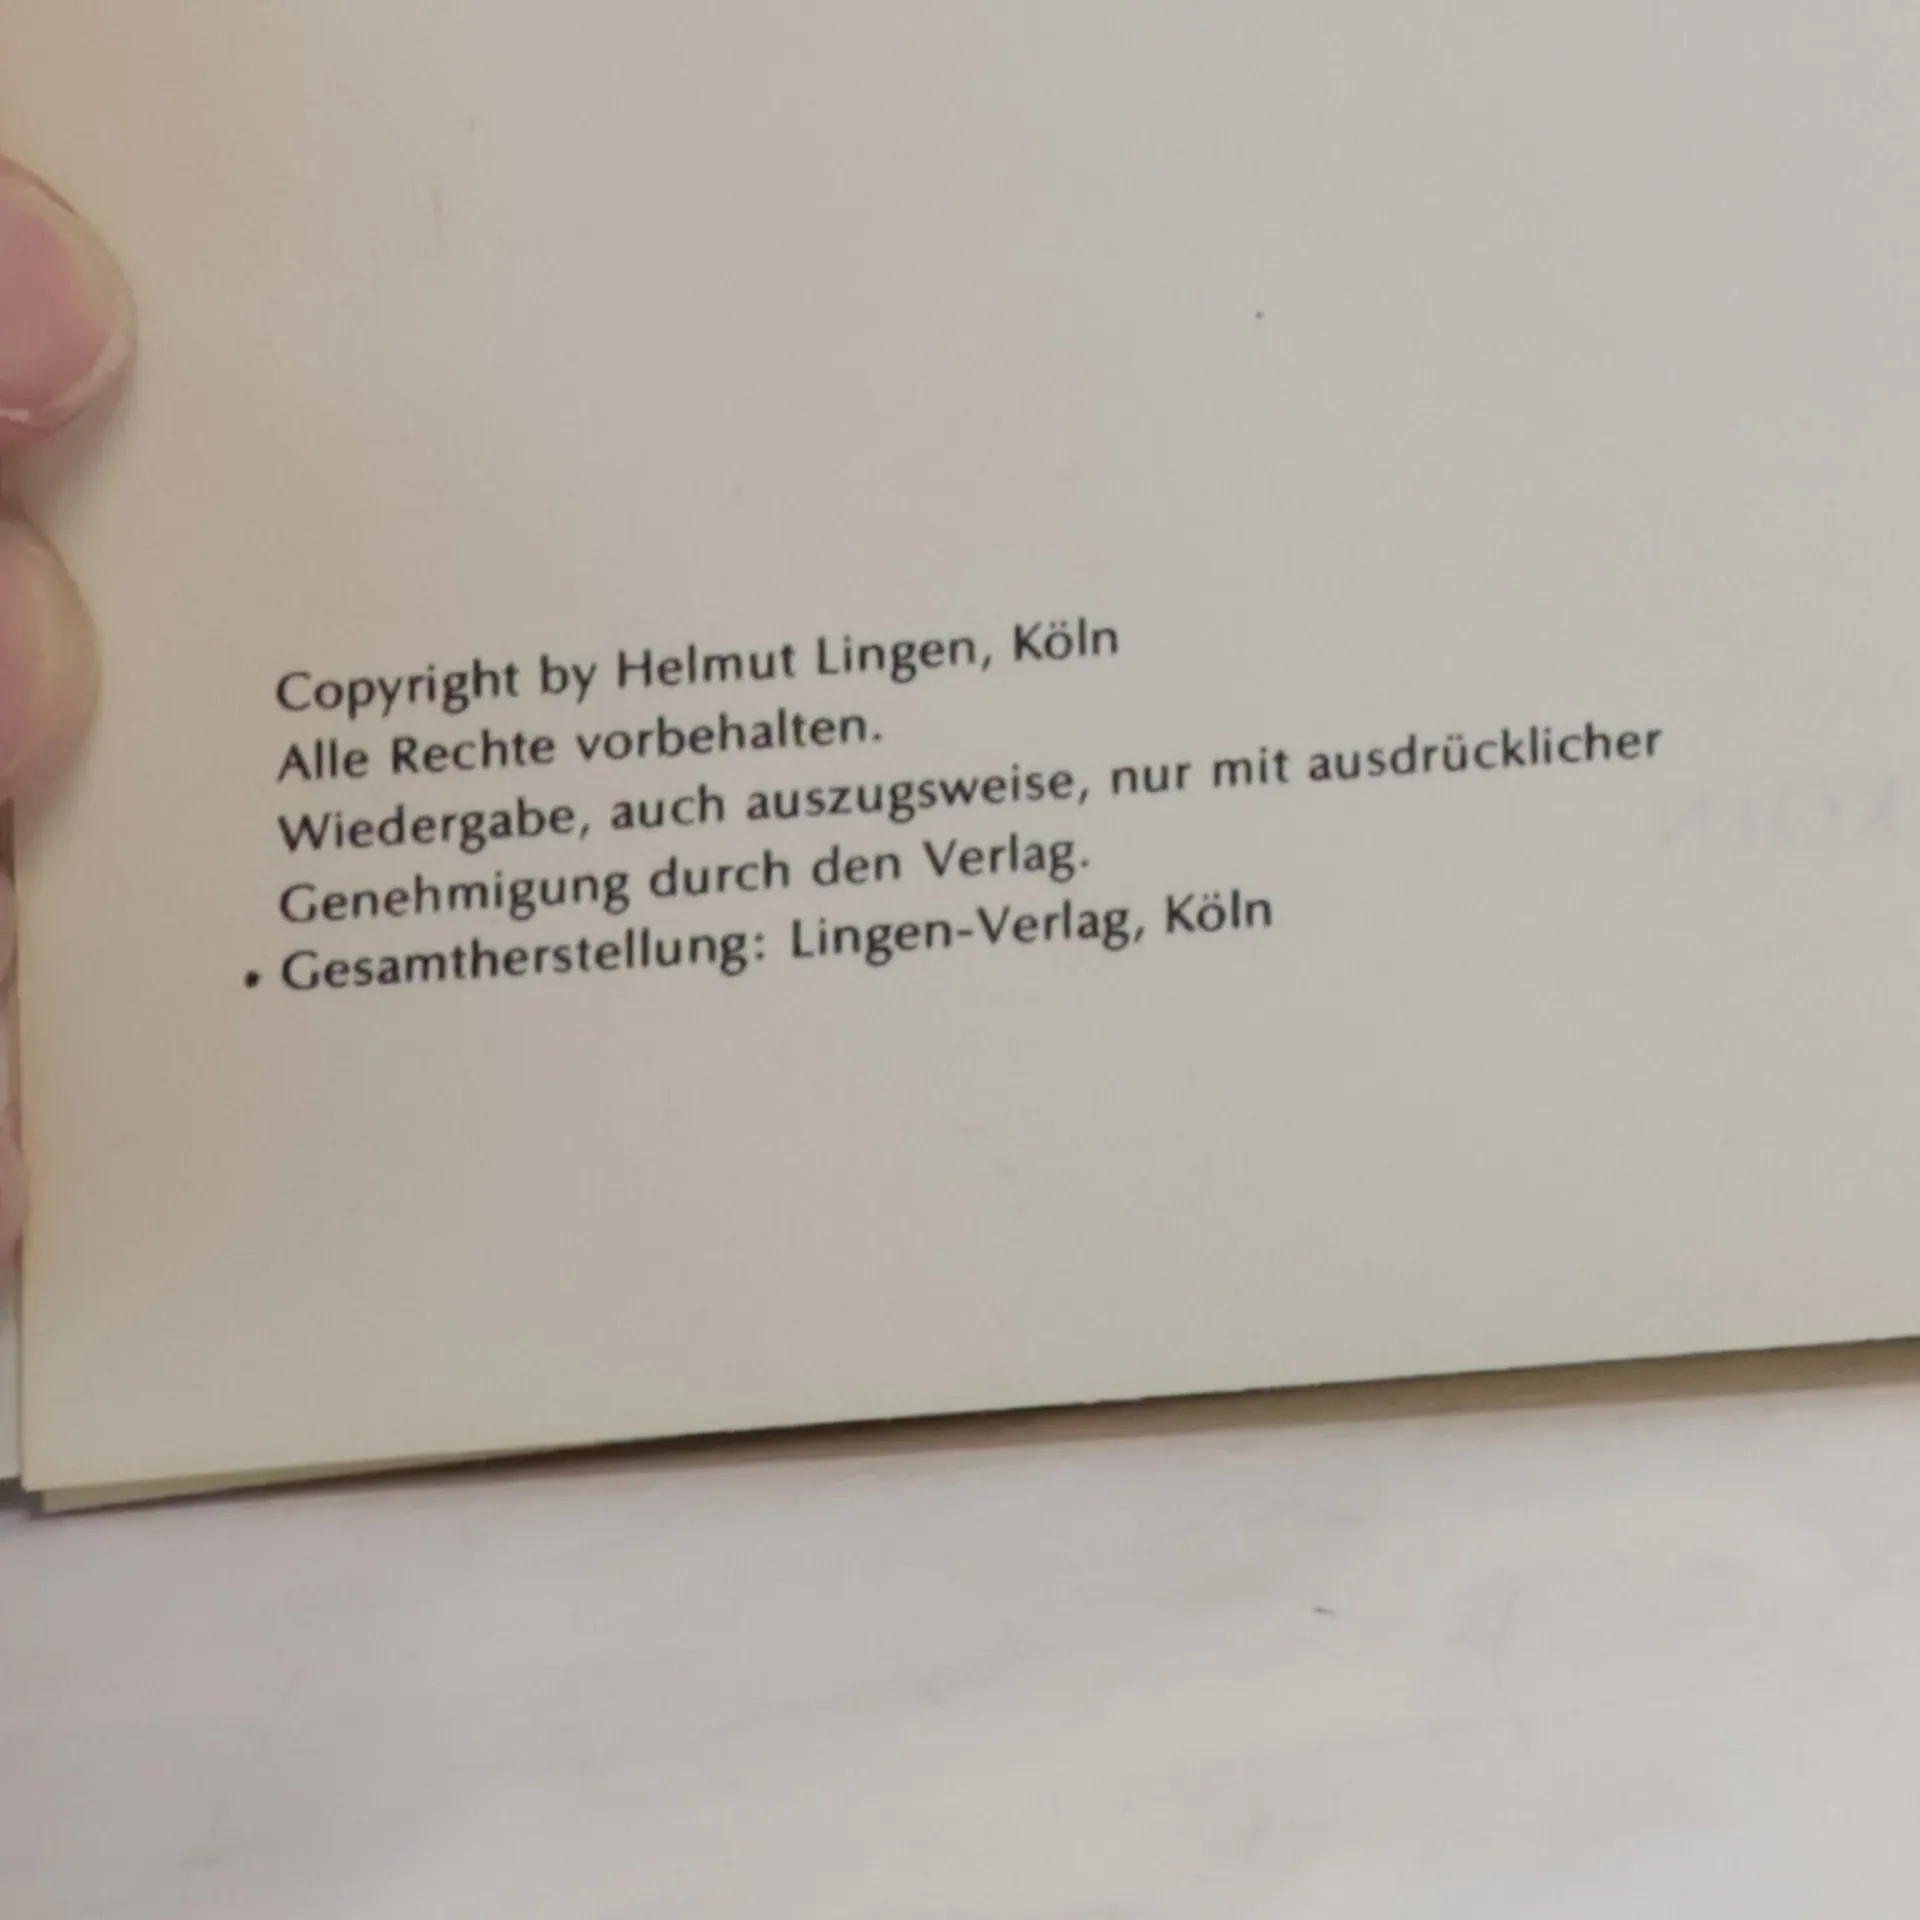 Copyright by Helmut Lingen, Köln
Alle Rechte vorbehalten.
Wiedergabe, auch auszugsweise, nur mit ausdrücklicher
Genehmigung durch den Verlag.
• Gesamtherstellung: Lingen-Verlag, Köln